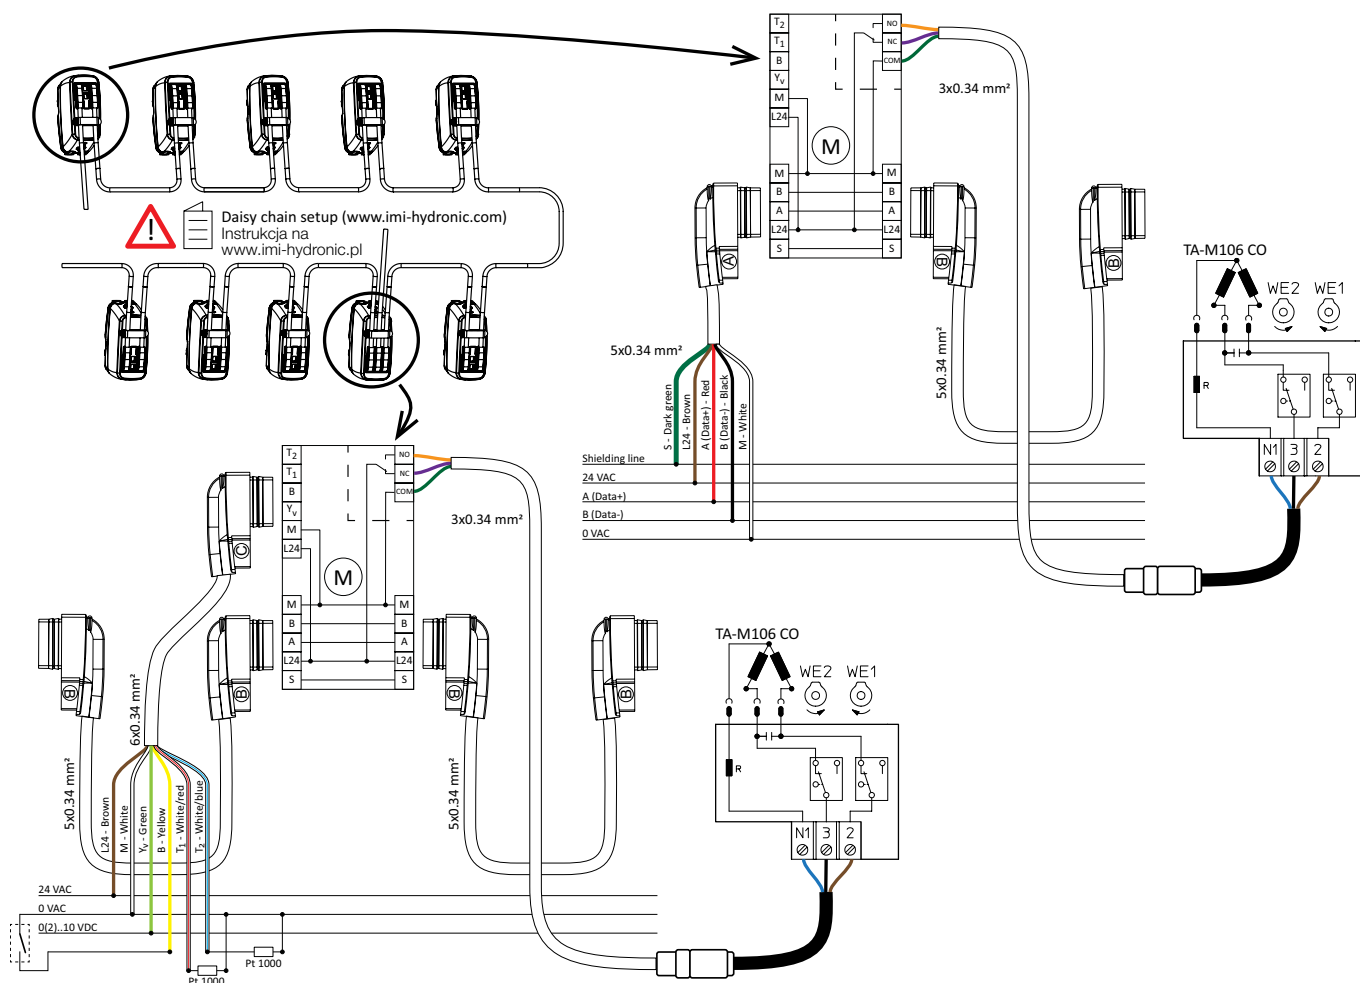 T2
T1
B
Yv
M
L24
NO
NC
COM
3x0.34 mm²
M
M
B
A
L24
S
M
B
A
L24
S
Daisy chain setup (www.imi-hydronic.com)
Instrukcja na
www.imi-hydronic.pl
A
B
B
5x0.34 mm²
5x0.34 mm²
S - Dark green
L24 - Brown
A (Data+) - Red
B (Data-) - Black
M - White
Shielding line
24 VAC
A (Data+)
B (Data-)
0 VAC
TA-M106 CO
WE2
WE1
R
N1
3
2
T2
T1
B
Yv
M
L24
NO
NC
COM
3x0.34 mm²
M
M
B
A
L24
S
M
B
A
L24
S
C
B
B
B
B
6x0.34 mm²
5x0.34 mm²
5x0.34 mm²
L24 - Brown
M - White
Yv - Green
B - Yellow
T1 - White/red
T2 - White/blue
24 VAC
0 VAC
0(2)..10 VDC
Pt 1000
Pt 1000
TA-M106 CO
WE2
WE1
R
N1
3
2